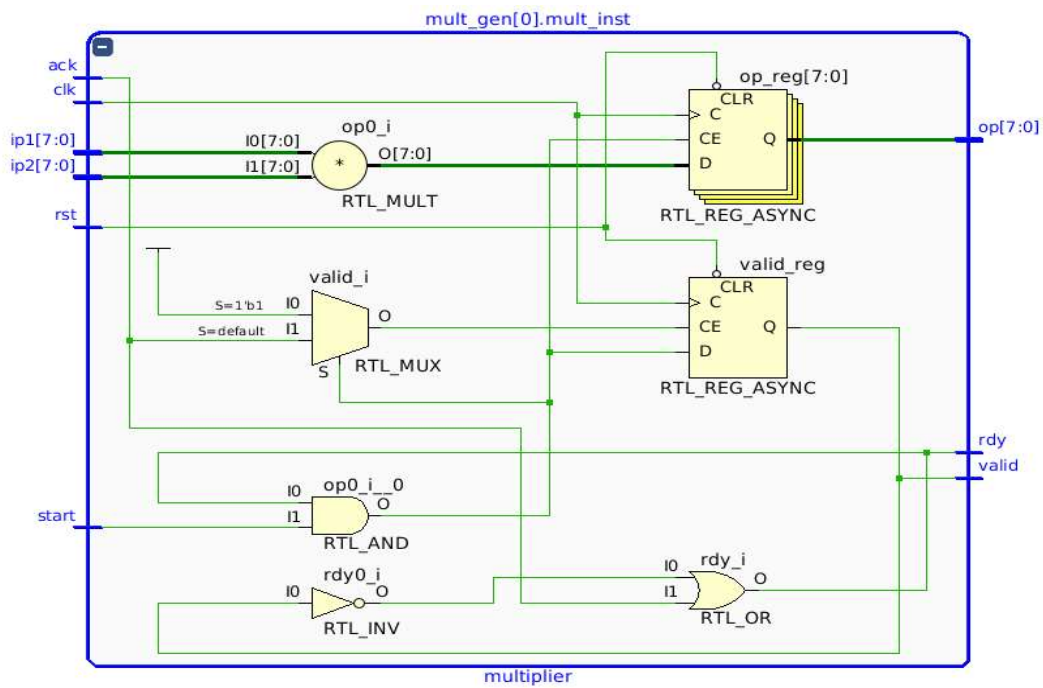 mult_gen[0].mult_inst
ack
clk
ip1[7:0]
ip2[7:0]
rst
start
I0[7:0]
I1[7:0]
op0_i
*
O[7:0]
RTL_MULT
op_reg[7:0]
CLR
C
CE
D
Q
RTL_REG_ASYNC
op[7:0]
valid_i
S=1'b1
I0
S=default
I1
O
S
RTL_MUX
valid_reg
CLR
C
CE
D
Q
RTL_REG_ASYNC
rdy
valid
op0_i__0
I0
I1
O
RTL_AND
rdy0_i
I0
O
RTL_INV
rdy_i
I0
I1
O
RTL_OR
multiplier